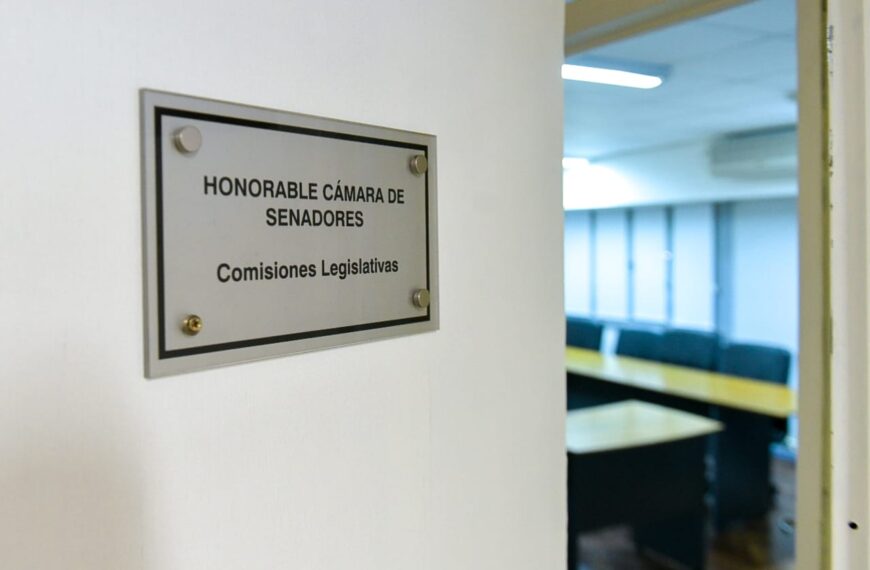 HONORABLE CÁMARA DE
SENADORES
Comisiones Legislativas